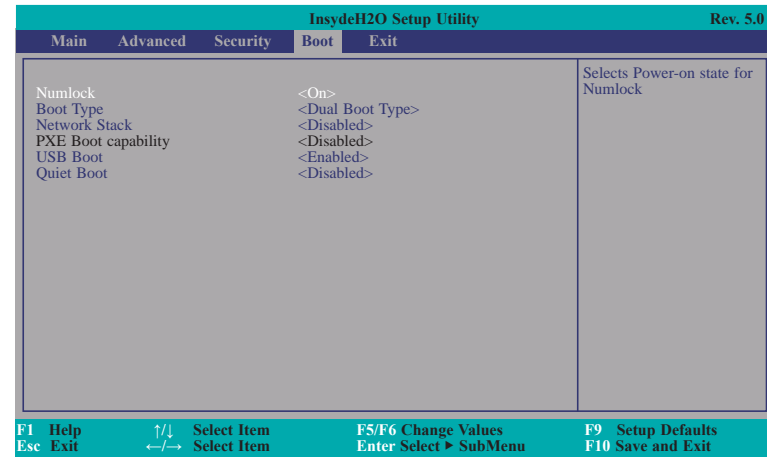 InsydeH2O Setup Utility Rev. 5.0
Main Advanced Security Boot Exit
Numlock <On>
Boot Type <Dual Boot Type>
Network Stack <Disabled>
PXE Boot capability <Disabled>
USB Boot <Enabled>
Quiet Boot <Disabled>
Selects Power-on state for
Numlock
F1 Help ↑/↓ Select Item F5/F6 Change Values F9 Setup Defaults
Esc Exit ←/→ Select Item Enter Select ► SubMenu F10 Save and Exit